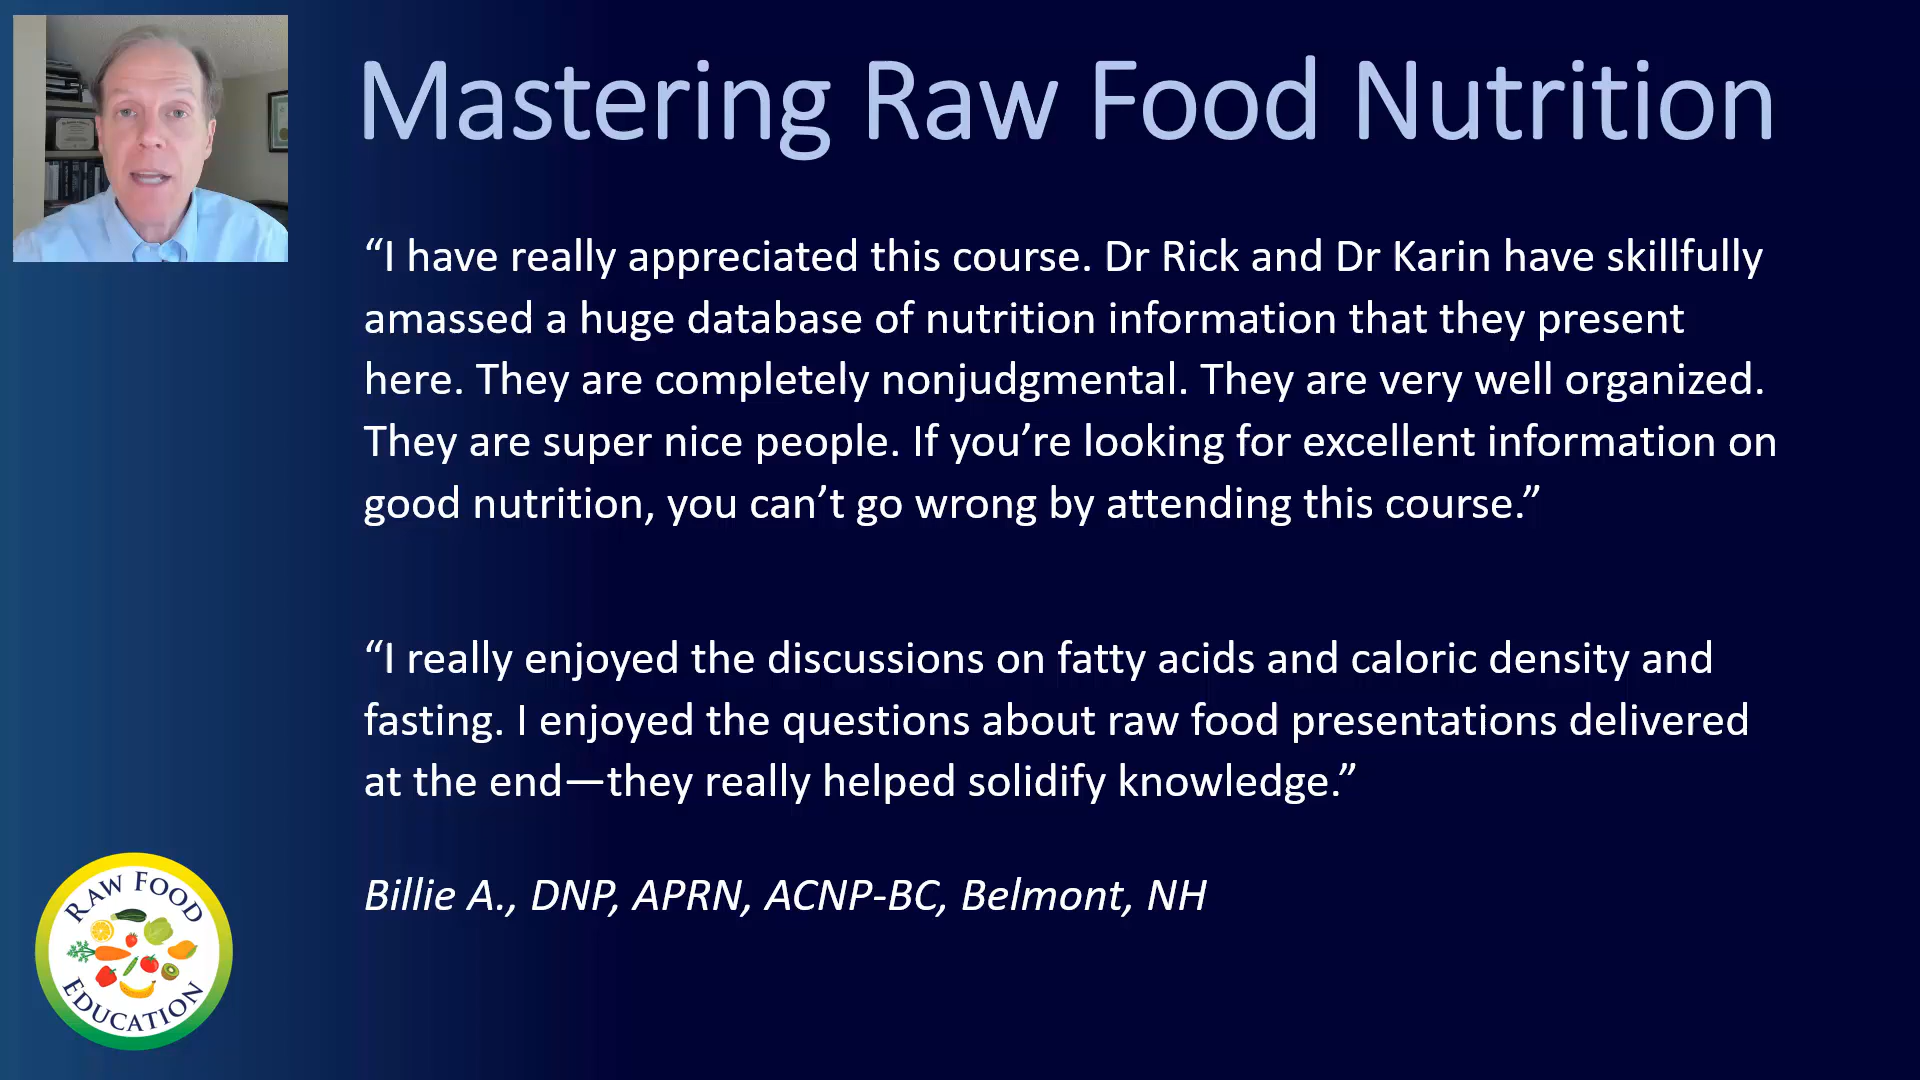 Mastering Raw Food Nutrition
“I have really appreciated this course. Dr Rick and Dr Karin have skillfully
amassed a huge database of nutrition information that they present
here. They are completely nonjudgmental. They are very well organized.
They are super nice people. If you’re looking for excellent information on
good nutrition, you can’t go wrong by attending this course.”
“I really enjoyed the discussions on fatty acids and caloric density and
fasting. I enjoyed the questions about raw food presentations delivered
at the end—they really helped solidify knowledge.”
Billie A., DNP, APRN, ACNP-BC, Belmont, NH
RAW FOOD
EDUCATION